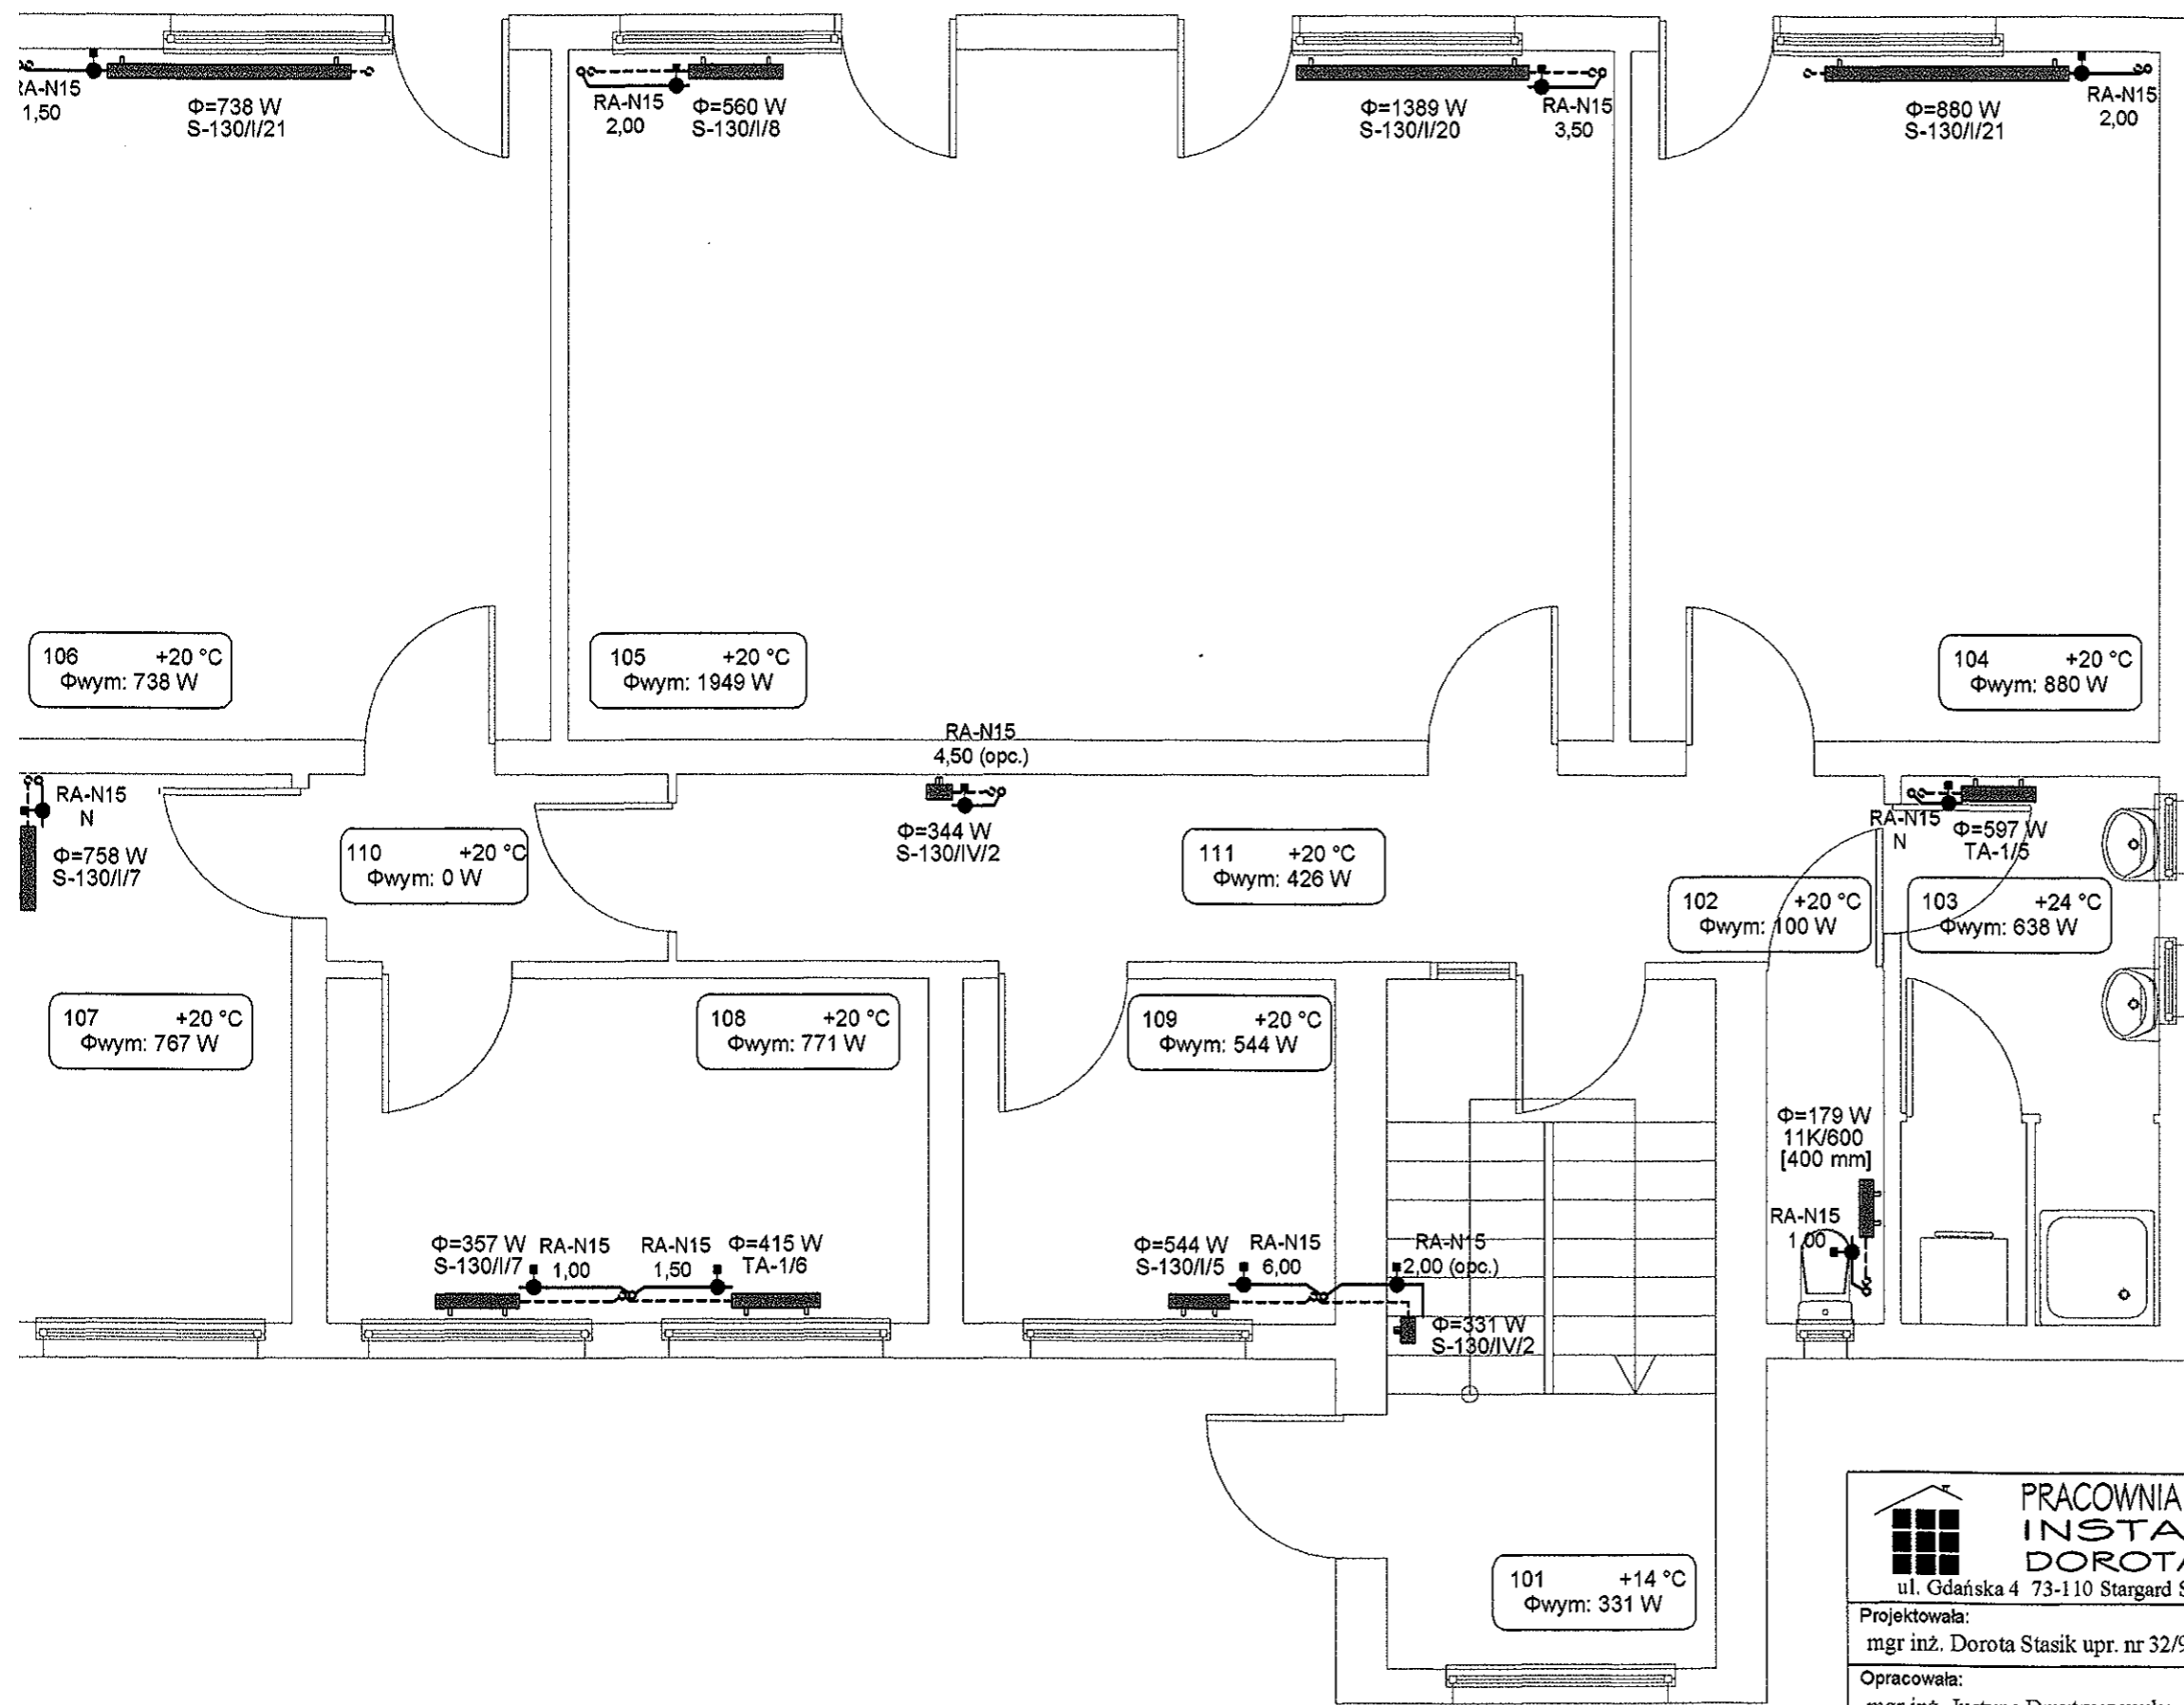 RA-N15
1,50
Φ=738 W
S-130/I/21
RA-N15
2,00
Φ=560 W
S-130/I/8
Φ=1389 W
S-130/I/20
RA-N15
3,50
Φ=880 W
S-130/I/21
RA-N15
2,00
106 +20 °C
Φwym: 738 W
105 +20 °C
Φwym: 1949 W
104 +20 °C
Φwym: 880 W
RA-N15
4,50 (opc.)
RA-N15
N
Φ=758 W
S-130/I/7
110 +20 °C
Φwym: 0 W
Φ=344 W
S-130/IV/2
111 +20 °C
Φwym: 426 W
RA-N15
N
Φ=597 W
TA-1/5
102 +20 °C
Φwym: 100 W
103 +24 °C
Φwym: 638 W
107 +20 °C
Φwym: 767 W
108 +20 °C
Φwym: 771 W
109 +20 °C
Φwym: 544 W
Φ=179 W
11K/600
[400 mm]
RA-N15
1,00
Φ=357 W
S-130/I/7
RA-N15
1,00
RA-N15
1,50
Φ=415 W
TA-1/6
Φ=544 W
S-130/I/5
RA-N15
6,00
RA-N15
2,00 (opc.)
Φ=331 W
S-130/IV/2
101 +14 °C
Φwym: 331 W
PRACOWNIA
INSTA
DOROTA
ul. Gdańska 4 73-110 Stargard S
Projektowała:
mgr inż. Dorota Stasik upr. nr 32/9
Opracowała:
mgr inż. Justyna